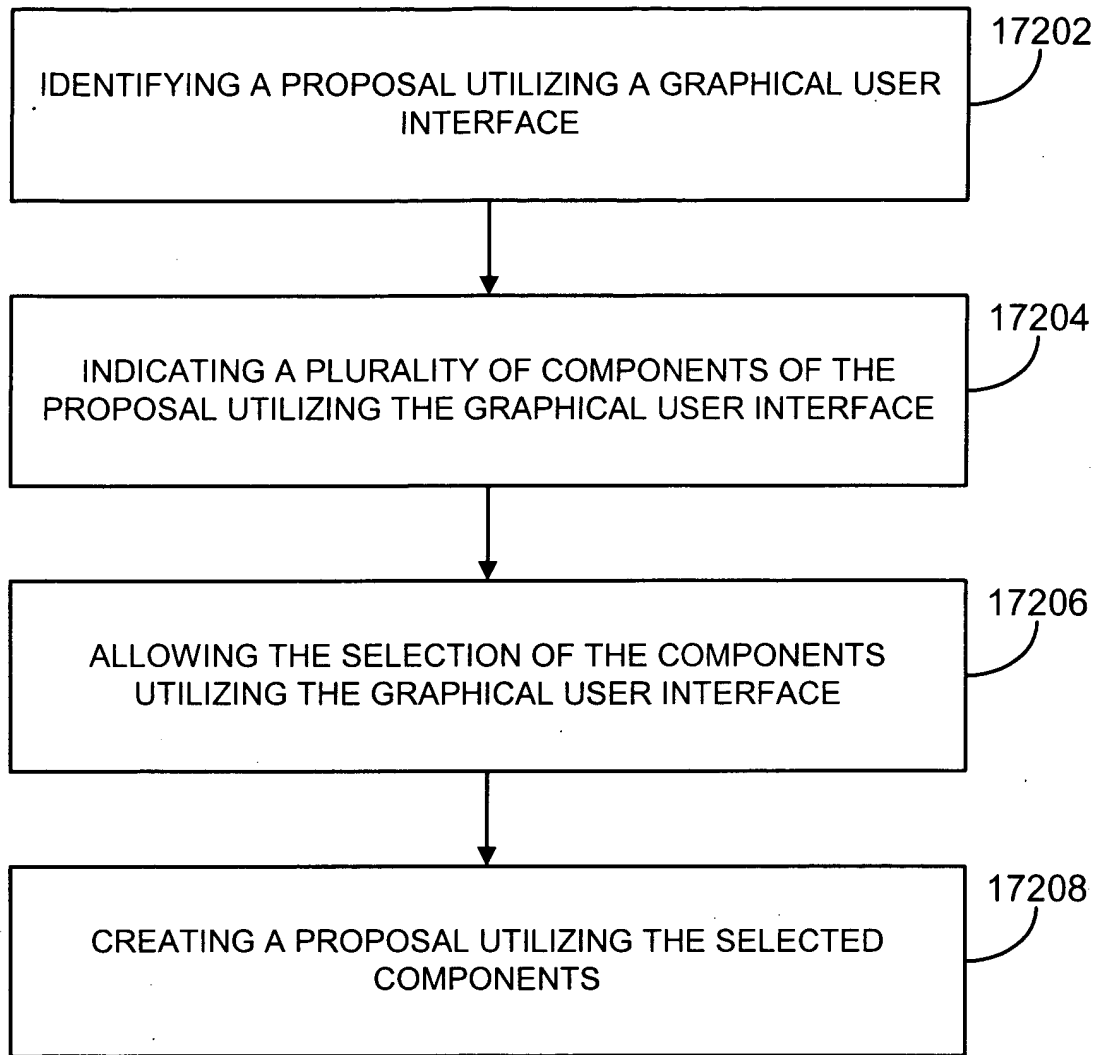 17202
IDENTIFYING A PROPOSAL UTILIZING A GRAPHICAL USER
INTERFACE
17204
INDICATING A PLURALITY OF COMPONENTS OF THE
PROPOSAL UTILIZING THE GRAPHICAL USER INTERFACE
17206
ALLOWING THE SELECTION OF THE COMPONENTS
UTILIZING THE GRAPHICAL USER INTERFACE
17208
CREATING A PROPOSAL UTILIZING THE SELECTED
COMPONENTS